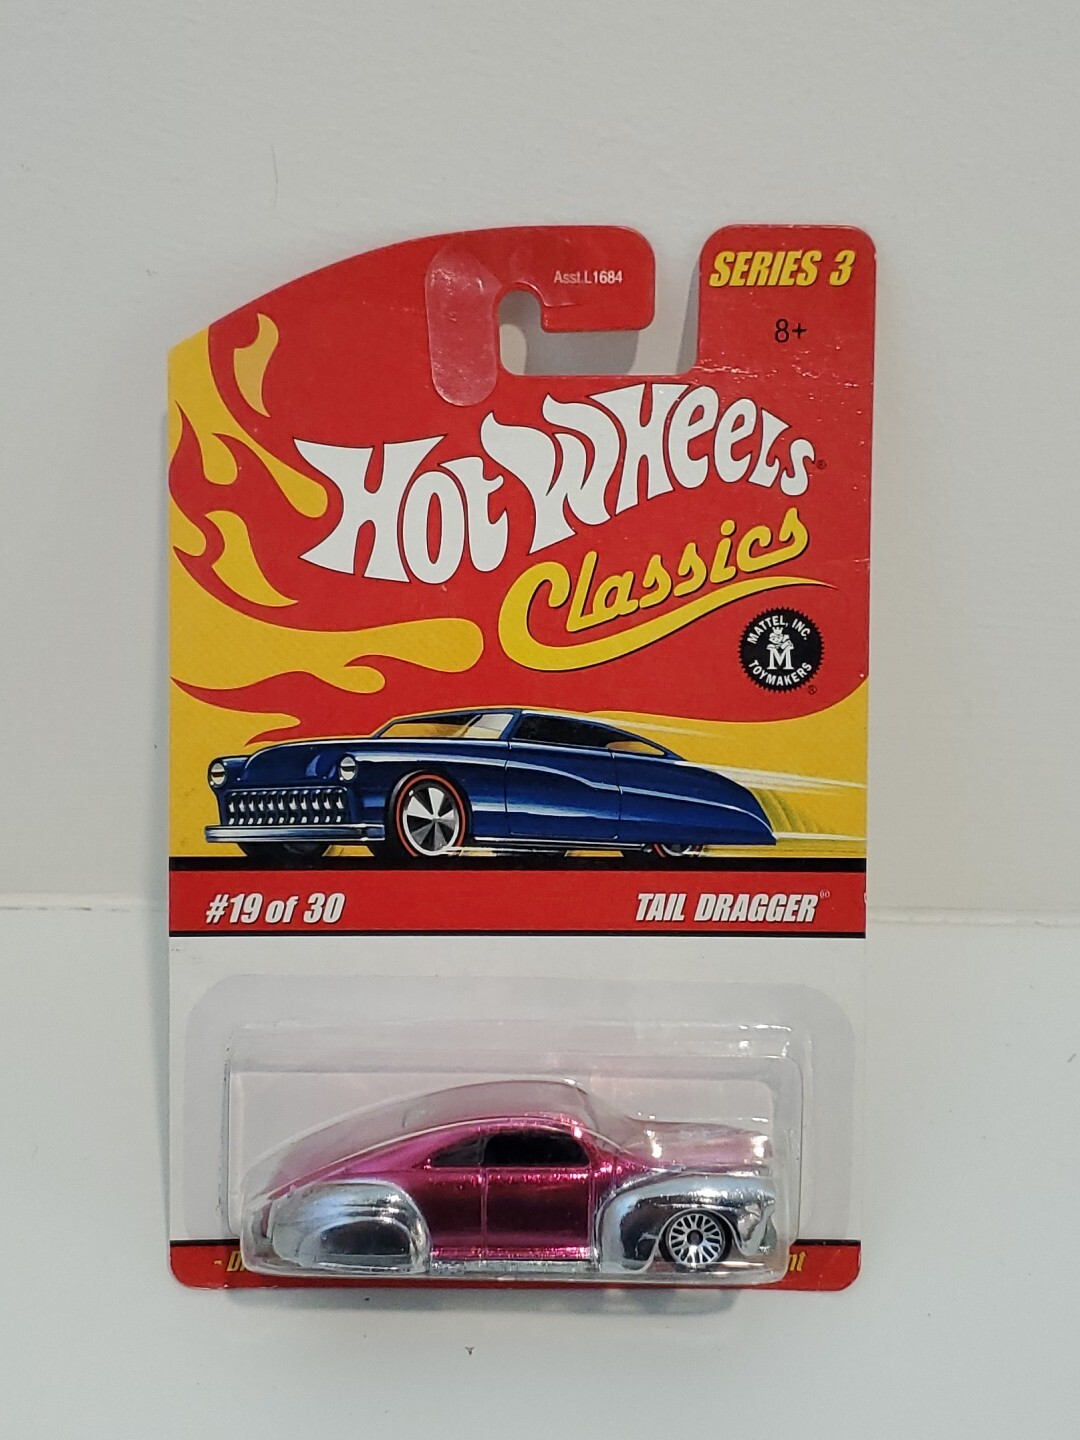 Asst.L1684
SERIES 3
8+
HOT WHEELS®
Classics
MATTEL, INC.
M
TOYMAKERS®
#19 of 30
TAIL DRAGGER